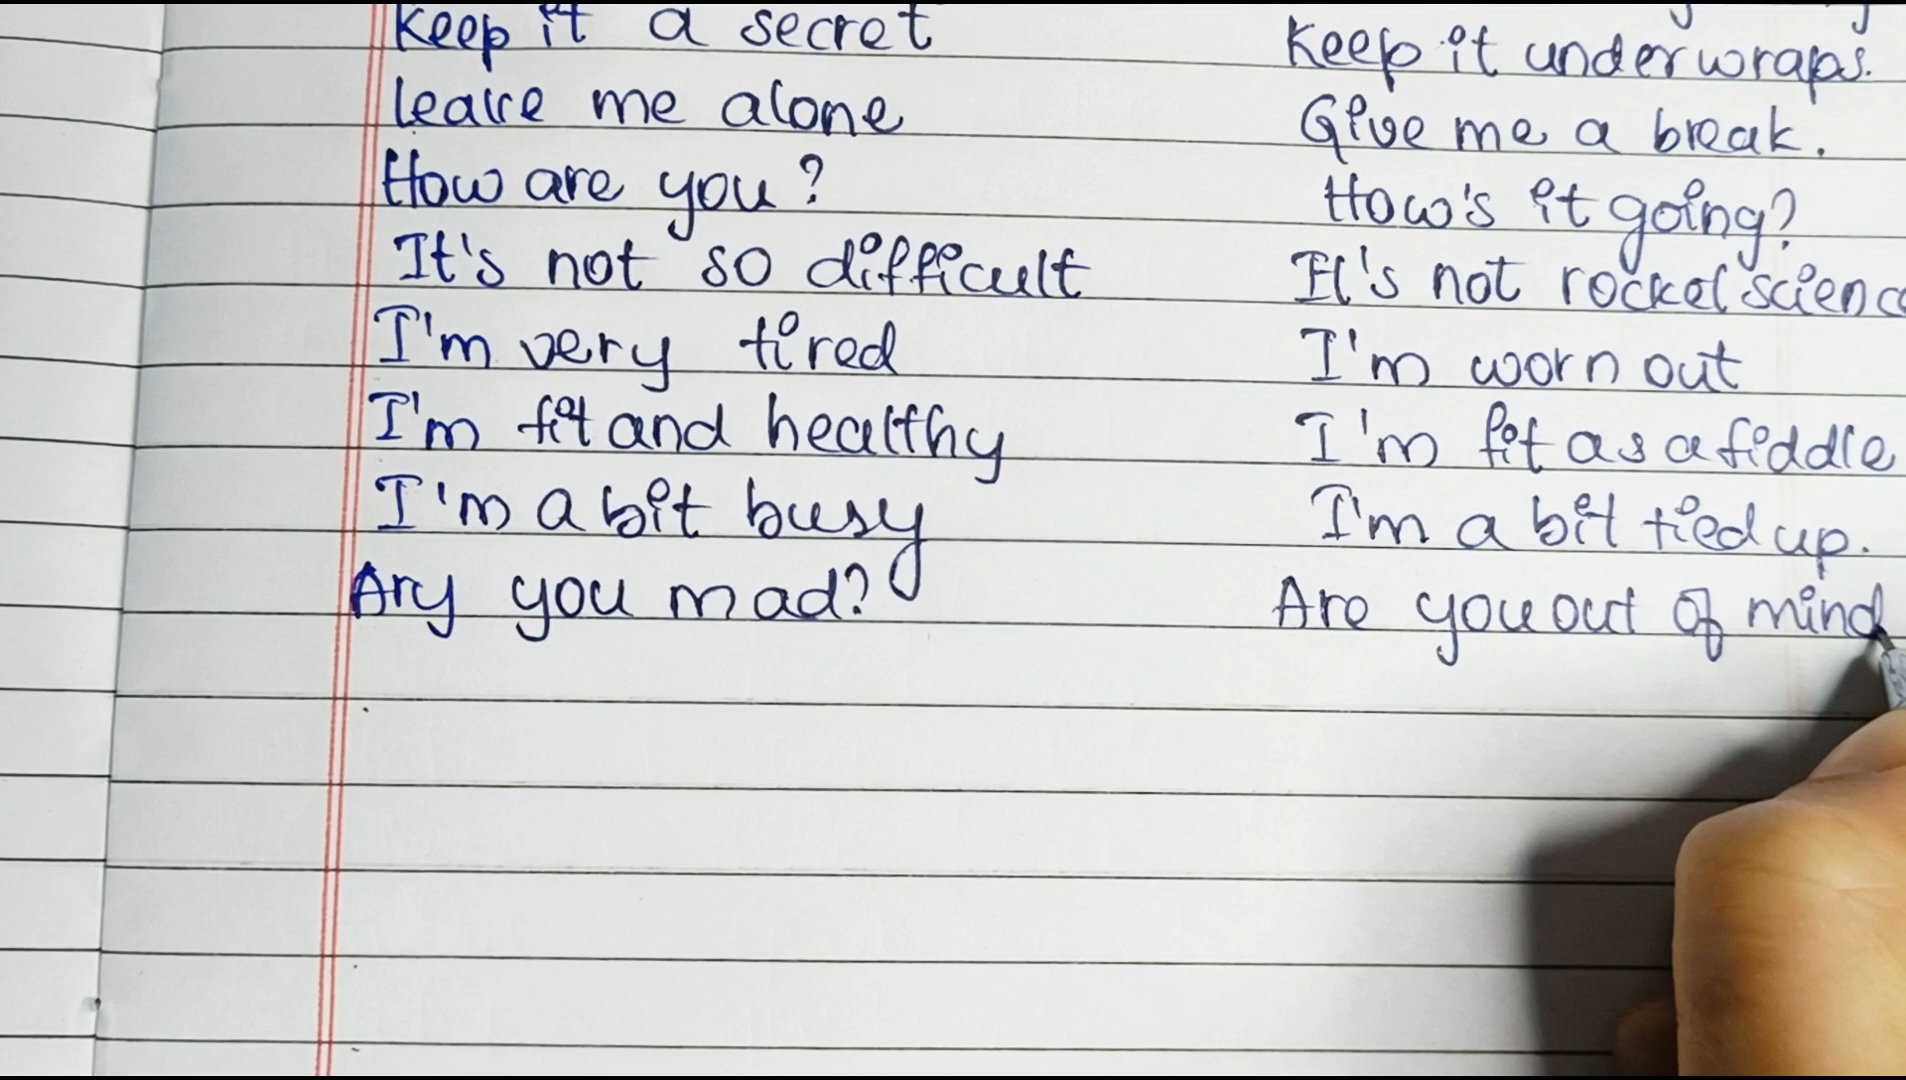 Keep it a secret Keep it under wraps.
leave me alone Give me a break.
How are you? How's it going?
It's not so difficult It's not rocket scienc
I'm very tired I'm worn out
I'm fit and healthy I'm fit as a fiddle
I'm a bit busy I'm a bit tied up.
Ary you mad? Are you out of mind